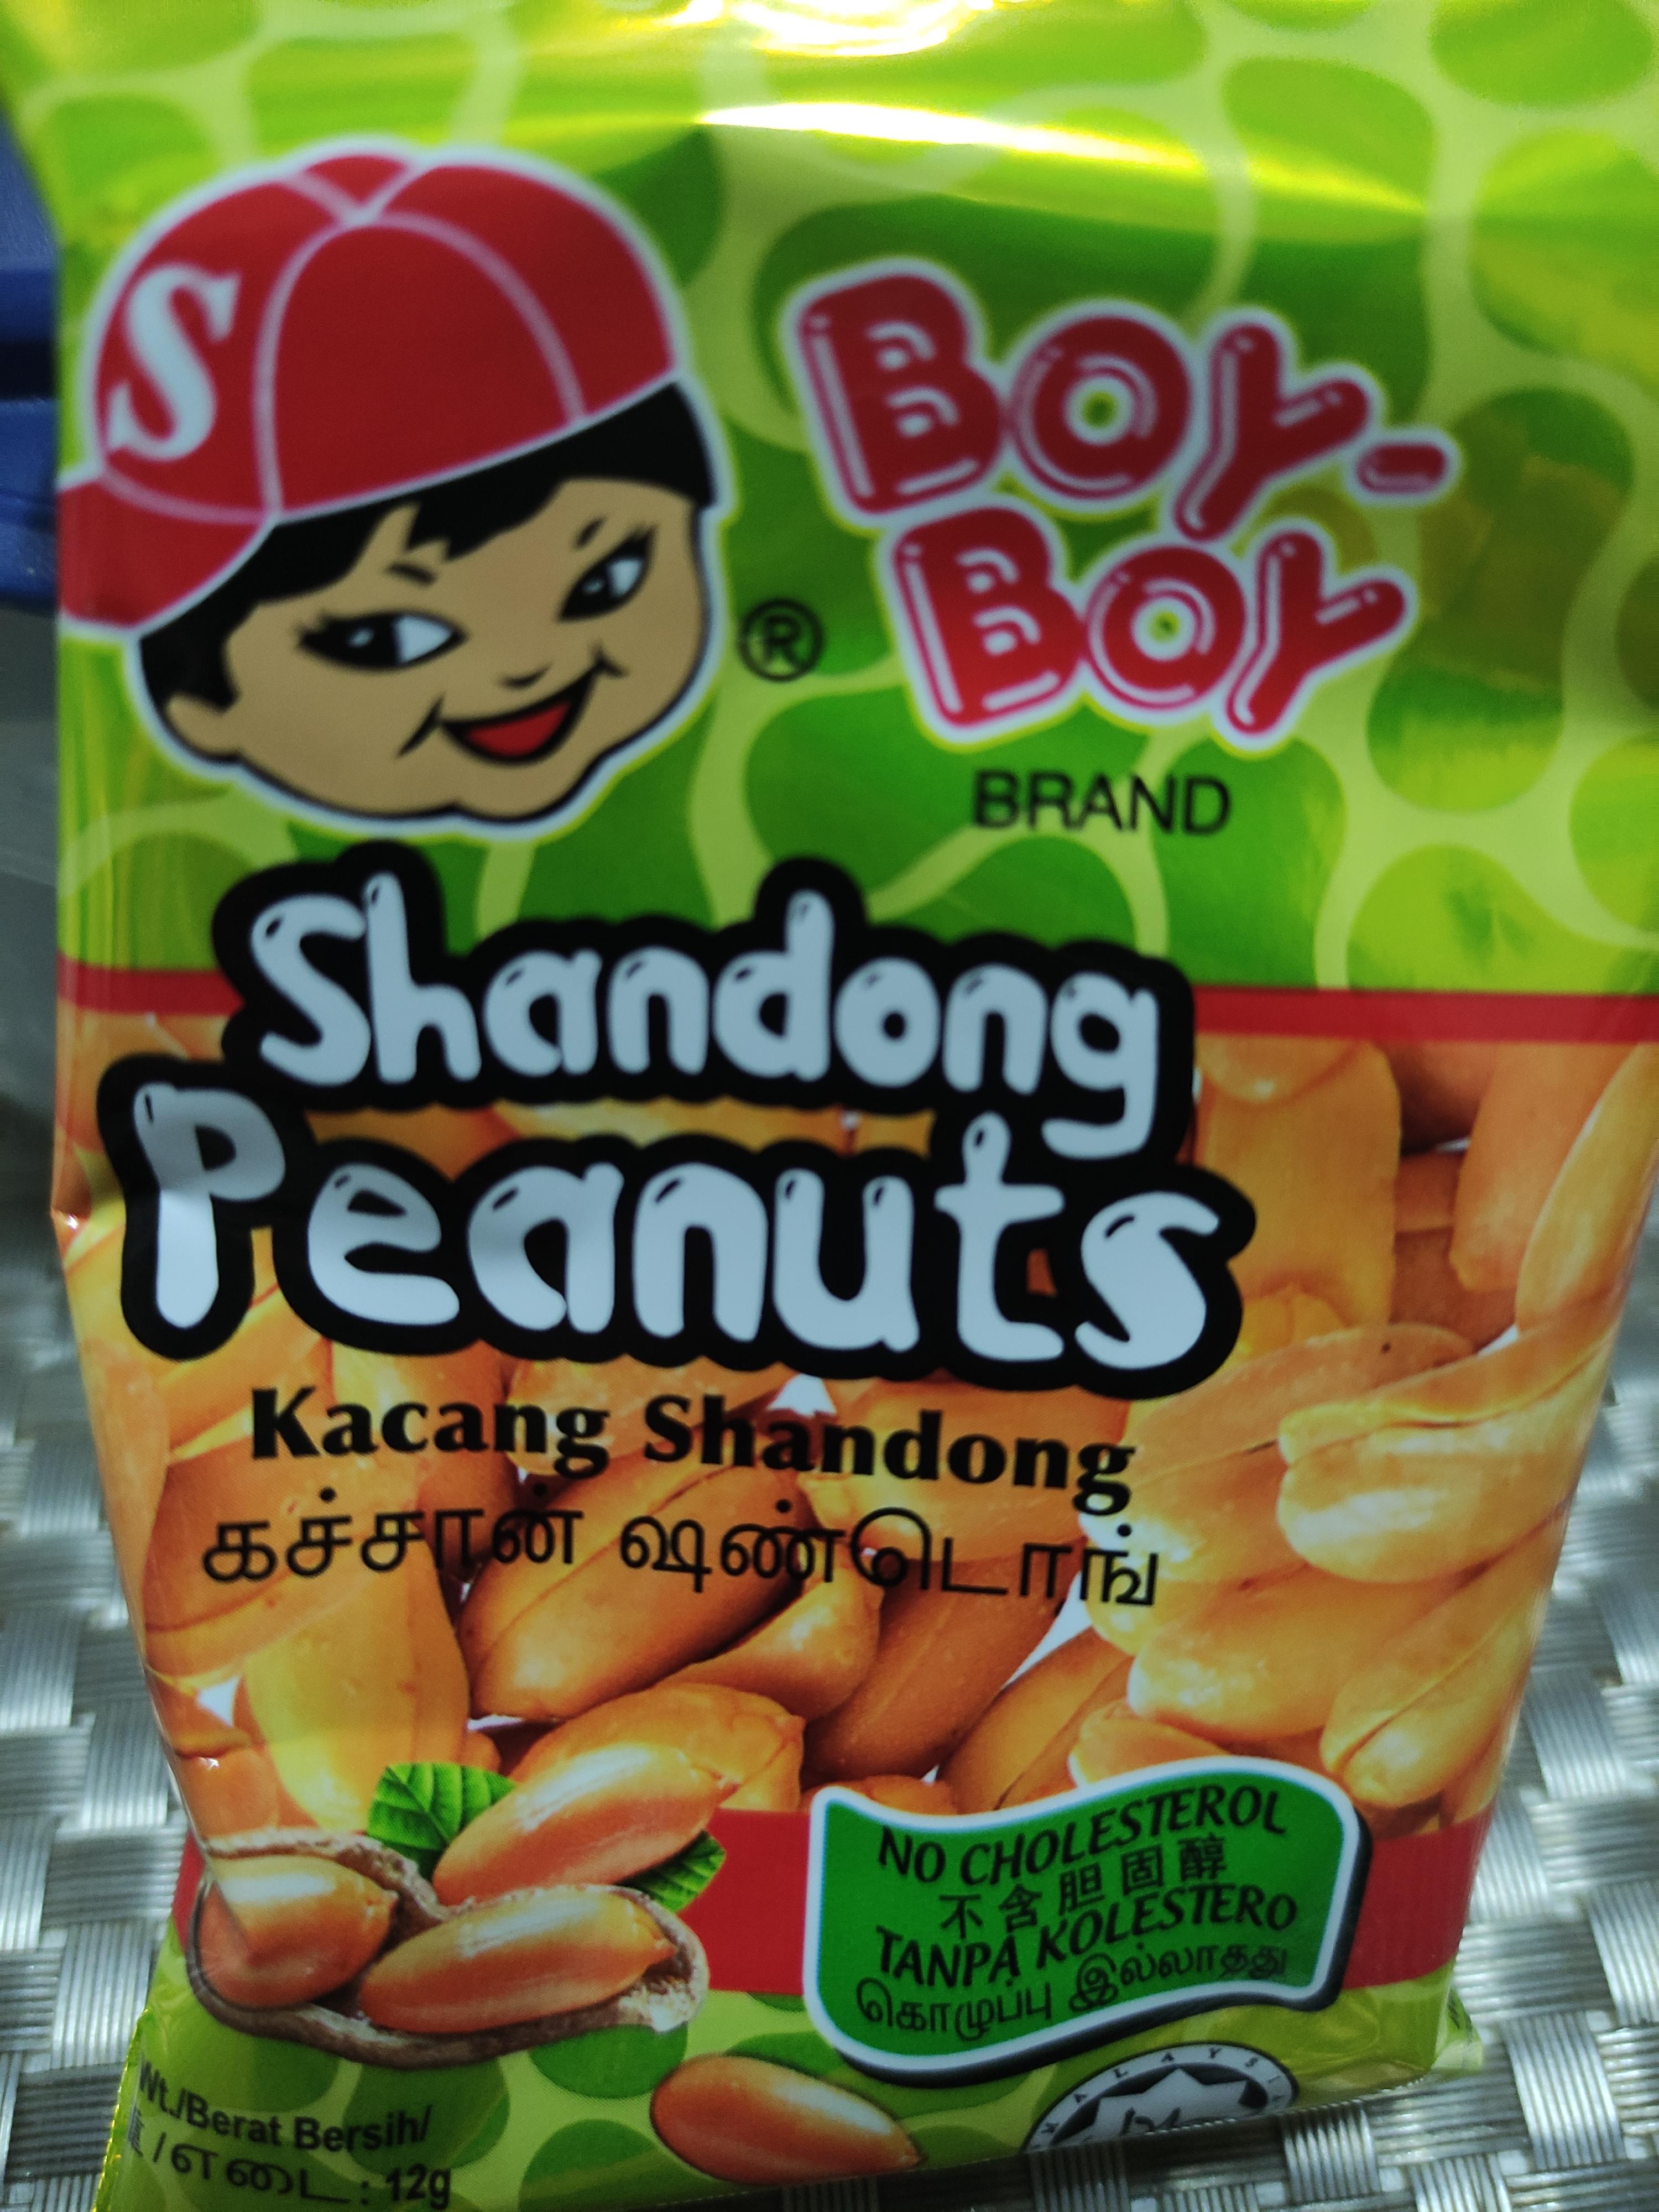 S
BOY-
BOY
®
BRAND
Shandong
Peanuts
Kacang Shandong
கச்சான் ஷண்டொங்
NO CHOLESTEROL
不含胆固醇
TANPA KOLESTERO
கொழுப்பு இல்லாதது
MALAYSIA
Wt./Berat Bersih/
/எடை : 12g